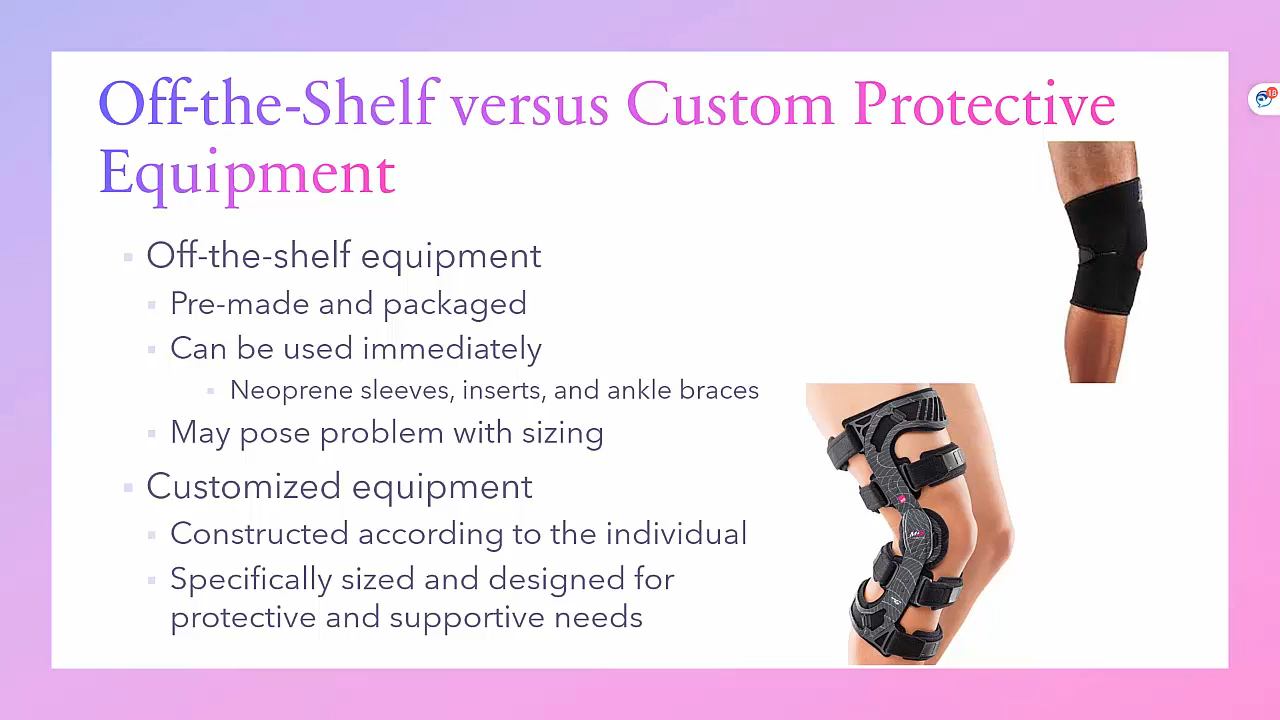 Off-the-Shelf versus Custom Protective
Equipment
Off-the-shelf equipment
Pre-made and packaged
Can be used immediately
Neoprene sleeves, inserts, and ankle braces
May pose problem with sizing
Customized equipment
Constructed according to the individual
Specifically sized and designed for
protective and supportive needs